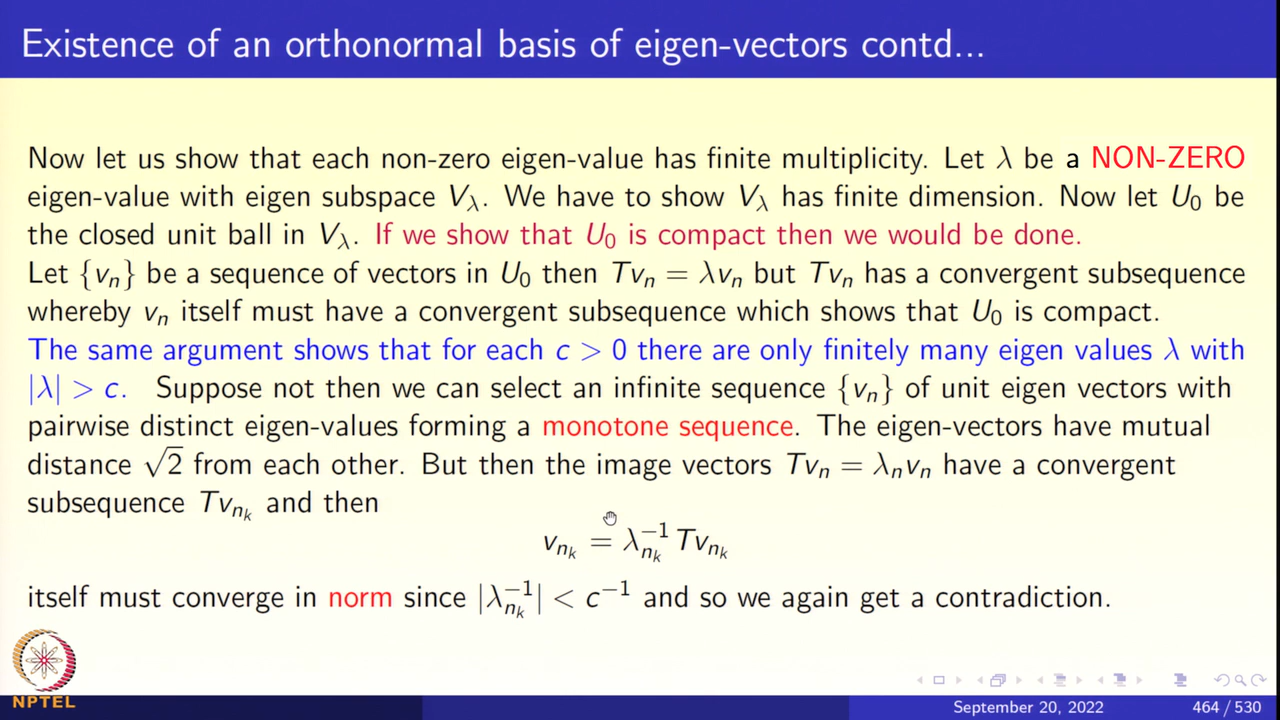 Existence of an orthonormal basis of eigen-vectors contd...
Now let us show that each non-zero eigen-value has finite multiplicity. Let λ be a NON-ZERO
eigen-value with eigen subspace V_λ. We have to show V_λ has finite dimension. Now let U_0 be
the closed unit ball in V_λ. If we show that U_0 is compact then we would be done.
Let {v_n} be a sequence of vectors in U_0 then Tv_n = λv_n but Tv_n has a convergent subsequence
whereby v_n itself must have a convergent subsequence which shows that U_0 is compact.
The same argument shows that for each c > 0 there are only finitely many eigen values λ with
|λ| > c. Suppose not then we can select an infinite sequence {v_n} of unit eigen vectors with
pairwise distinct eigen-values forming a monotone sequence. The eigen-vectors have mutual
distance √2 from each other. But then the image vectors Tv_n = λ_nv_n have a convergent
subsequence Tv_{n_k} and then
v_{n_k} = λ_{n_k}^{-1} Tv_{n_k}
itself must converge in norm since |λ_{n_k}^{-1}| < c^{-1} and so we again get a contradiction.
NPTEL
September 20, 2022 464 / 530